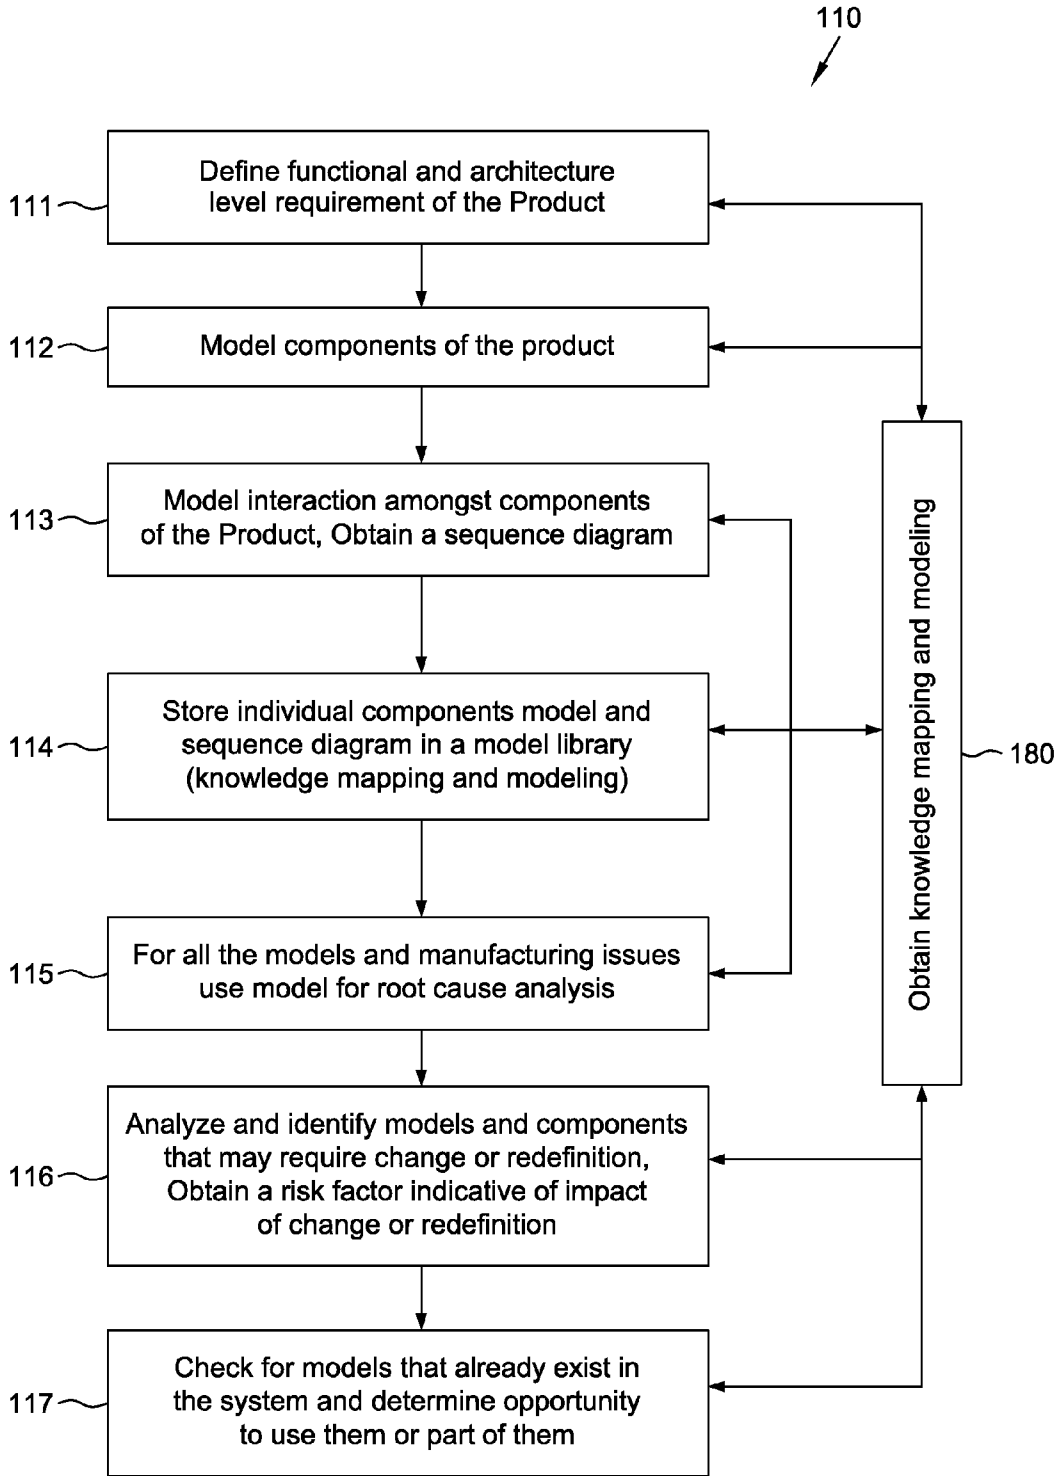 110
Define functional and architecture
level requirement of the Product
111
Model components of the product
112
Model interaction amongst components
of the Product, Obtain a sequence diagram
113
Store individual components model and
sequence diagram in a model library
(knowledge mapping and modeling)
114
For all the models and manufacturing issues
use model for root cause analysis
115
Analyze and identify models and components
that may require change or redefinition,
Obtain a risk factor indicative of impact
of change or redefinition
116
Check for models that already exist in
the system and determine opportunity
to use them or part of them
117
Obtain knowledge mapping and modeling
180